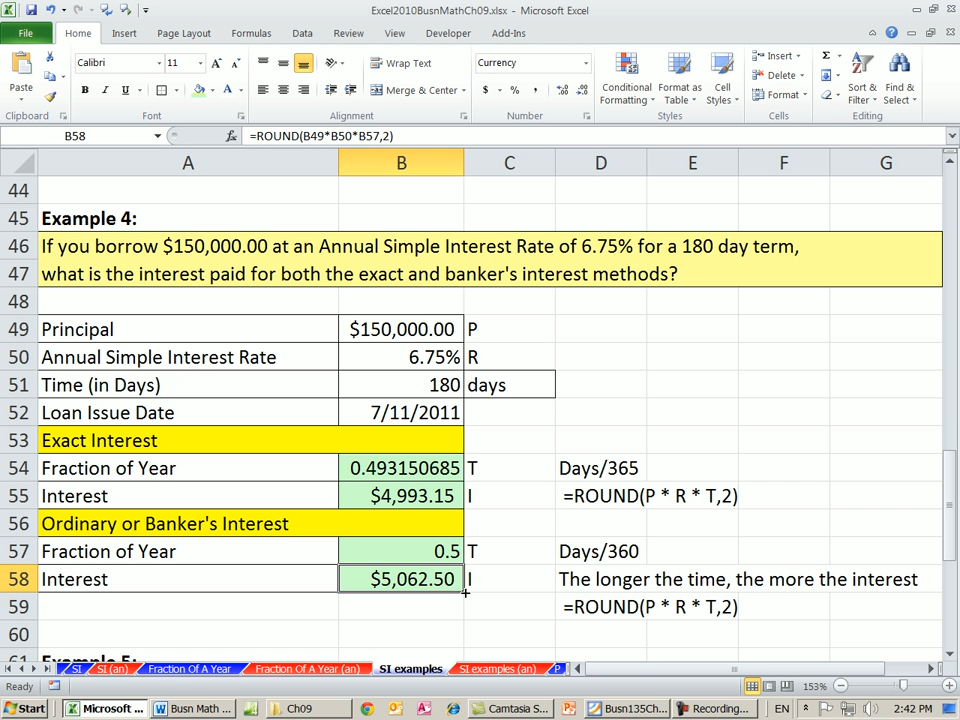 Excel2010BusnMathCh09.xlsx - Microsoft Excel
File Home Insert Page Layout Formulas Data Review View Developer Add-Ins
Calibri 11 Wrap Text Currency Insert
Paste Merge & Center Conditional Formatting Format as Table Cell Styles Delete Format Sort & Filter Find & Select
Clipboard Font Alignment Number Styles Cells Editing
B58 fx =ROUND(B49*B50*B57,2)
A B C D E F G
44
45 Example 4:
46 If you borrow $150,000.00 at an Annual Simple Interest Rate of 6.75% for a 180 day term,
47 what is the interest paid for both the exact and banker's interest methods?
48
49 Principal $150,000.00 P
50 Annual Simple Interest Rate 6.75% R
51 Time (in Days) 180 days
52 Loan Issue Date 7/11/2011
53 Exact Interest
54 Fraction of Year 0.493150685 T Days/365
55 Interest $4,993.15 I =ROUND(P * R * T,2)
56 Ordinary or Banker's Interest
57 Fraction of Year 0.5 T Days/360
58 Interest $5,062.50 I The longer the time, the more the interest
59 =ROUND(P * R * T,2)
60
61 Example 5:
SI SI (an) Fraction Of A Year Fraction Of A Year (an) SI examples SI examples (an) P
Ready 153%
Start Microsoft ... Busn Math ... Ch09 Camtasia S... Busn135Ch... Recording... EN 2:42 PM